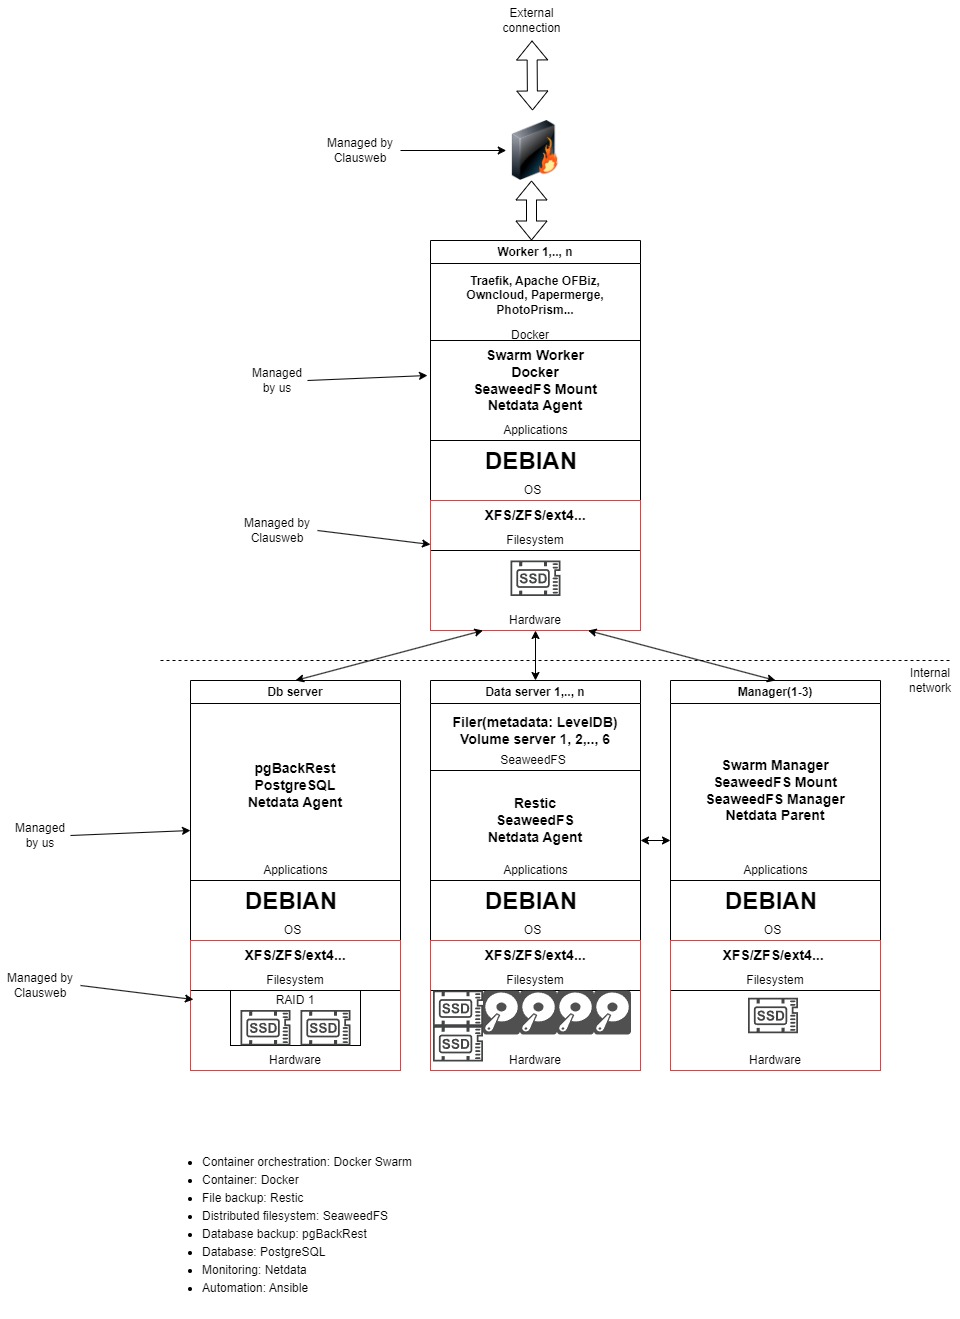 External
connection
Managed by
Clausweb
Worker 1,.., n
Traefik, Apache OFBiz,
Owncloud, Papermerge,
PhotoPrism...
Docker
Managed
by us
Swarm Worker
Docker
SeaweedFS Mount
Netdata Agent
Applications
DEBIAN
OS
Managed by
Clausweb
XFS/ZFS/ext4...
Filesystem
SSD
Hardware
Internal
network
Db server
pgBackRest
PostgreSQL
Netdata Agent
Managed
by us
Applications
DEBIAN
OS
Managed by
Clausweb
XFS/ZFS/ext4...
Filesystem
RAID 1
SSD
SSD
Hardware
Data server 1,.., n
Filer(metadata: LevelDB)
Volume server 1, 2,.., 6
SeaweedFS
Restic
SeaweedFS
Netdata Agent
Applications
DEBIAN
OS
XFS/ZFS/ext4...
Filesystem
SSD
SSD
Hardware
Manager(1-3)
Swarm Manager
SeaweedFS Mount
SeaweedFS Manager
Netdata Parent
Applications
DEBIAN
OS
XFS/ZFS/ext4...
Filesystem
SSD
Hardware
• Container orchestration: Docker Swarm
• Container: Docker
• File backup: Restic
• Distributed filesystem: SeaweedFS
• Database backup: pgBackRest
• Database: PostgreSQL
• Monitoring: Netdata
• Automation: Ansible